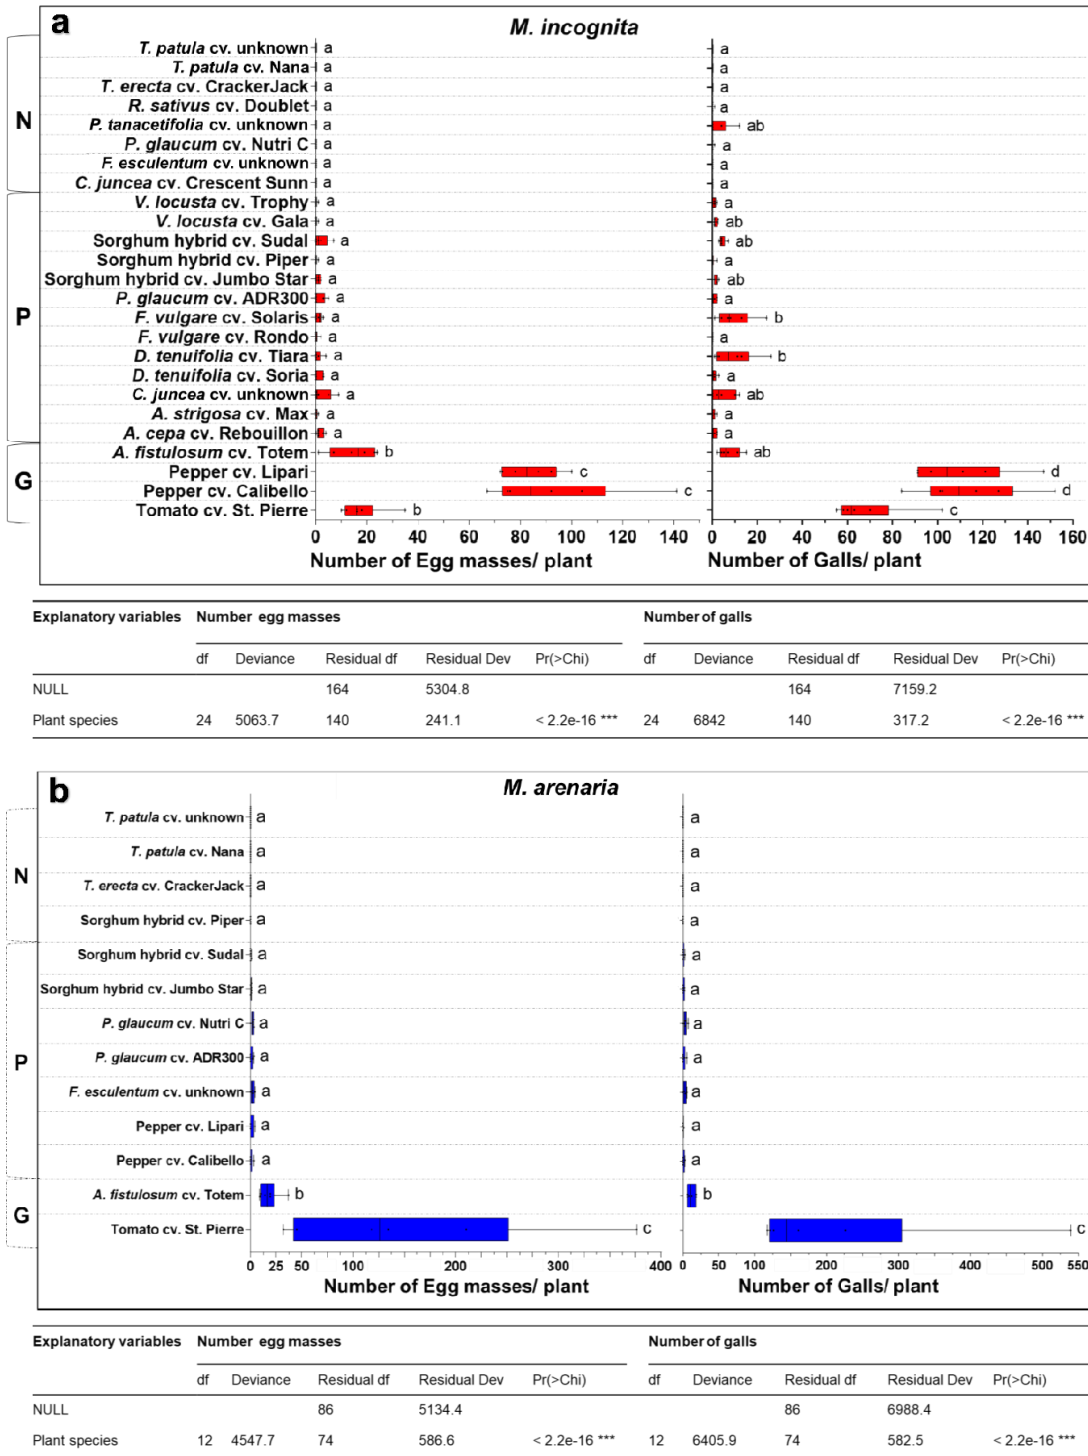 a
M. incognita
N
P
G
T. patula cv. unknown a a
T. patula cv. Nana a a
T. erecta cv. CrackerJack a a
R. sativus cv. Doublet a a
P. tanacetifolia cv. unknown a ab
P. glaucum cv. Nutri C a a
F. esculentum cv. unknown a a
C. juncea cv. Crescent Sunn a a
V. locusta cv. Trophy a a
V. locusta cv. Gala a ab
Sorghum hybrid cv. Sudal a ab
Sorghum hybrid cv. Piper a a
Sorghum hybrid cv. Jumbo Star a ab
P. glaucum cv. ADR300 a a
F. vulgare cv. Solaris a b
F. vulgare cv. Rondo a a
D. tenuifolia cv. Tiara a b
D. tenuifolia cv. Soria a a
C. juncea cv. unknown a ab
A. strigosa cv. Max a a
A. cepa cv. Rebouillon a a
A. fistulosum cv. Totem b ab
Pepper cv. Lipari c d
Pepper cv. Calibello c d
Tomato cv. St. Pierre b c
0 20 40 60 80 100 120 140 0 20 40 60 80 100 120 140 160
Number of Egg masses/ plant Number of Galls/ plant
Explanatory variables Number egg masses Number of galls
df Deviance Residual df Residual Dev Pr(>Chi) df Deviance Residual df Residual Dev Pr(>Chi)
NULL 164 5304.8 164 7159.2
Plant species 24 5063.7 140 241.1 < 2.2e-16 *** 24 6842 140 317.2 < 2.2e-16 ***
b
M. arenaria
N
P
G
T. patula cv. unknown a a
T. patula cv. Nana a a
T. erecta cv. CrackerJack a a
Sorghum hybrid cv. Piper a a
Sorghum hybrid cv. Sudal a a
Sorghum hybrid cv. Jumbo Star a a
P. glaucum cv. Nutri C a a
P. glaucum cv. ADR300 a a
F. esculentum cv. unknown a a
Pepper cv. Lipari a a
Pepper cv. Calibello a a
A. fistulosum cv. Totem b b
Tomato cv. St. Pierre c c
0 25 50 100 200 300 400 0 50 100 200 300 400 500 550
Number of Egg masses/ plant Number of Galls/ plant
Explanatory variables Number egg masses Number of galls
df Deviance Residual df Residual Dev Pr(>Chi) df Deviance Residual df Residual Dev Pr(>Chi)
NULL 86 5134.4 86 6988.4
Plant species 12 4547.7 74 586.6 < 2.2e-16 *** 12 6405.9 74 582.5 < 2.2e-16 ***